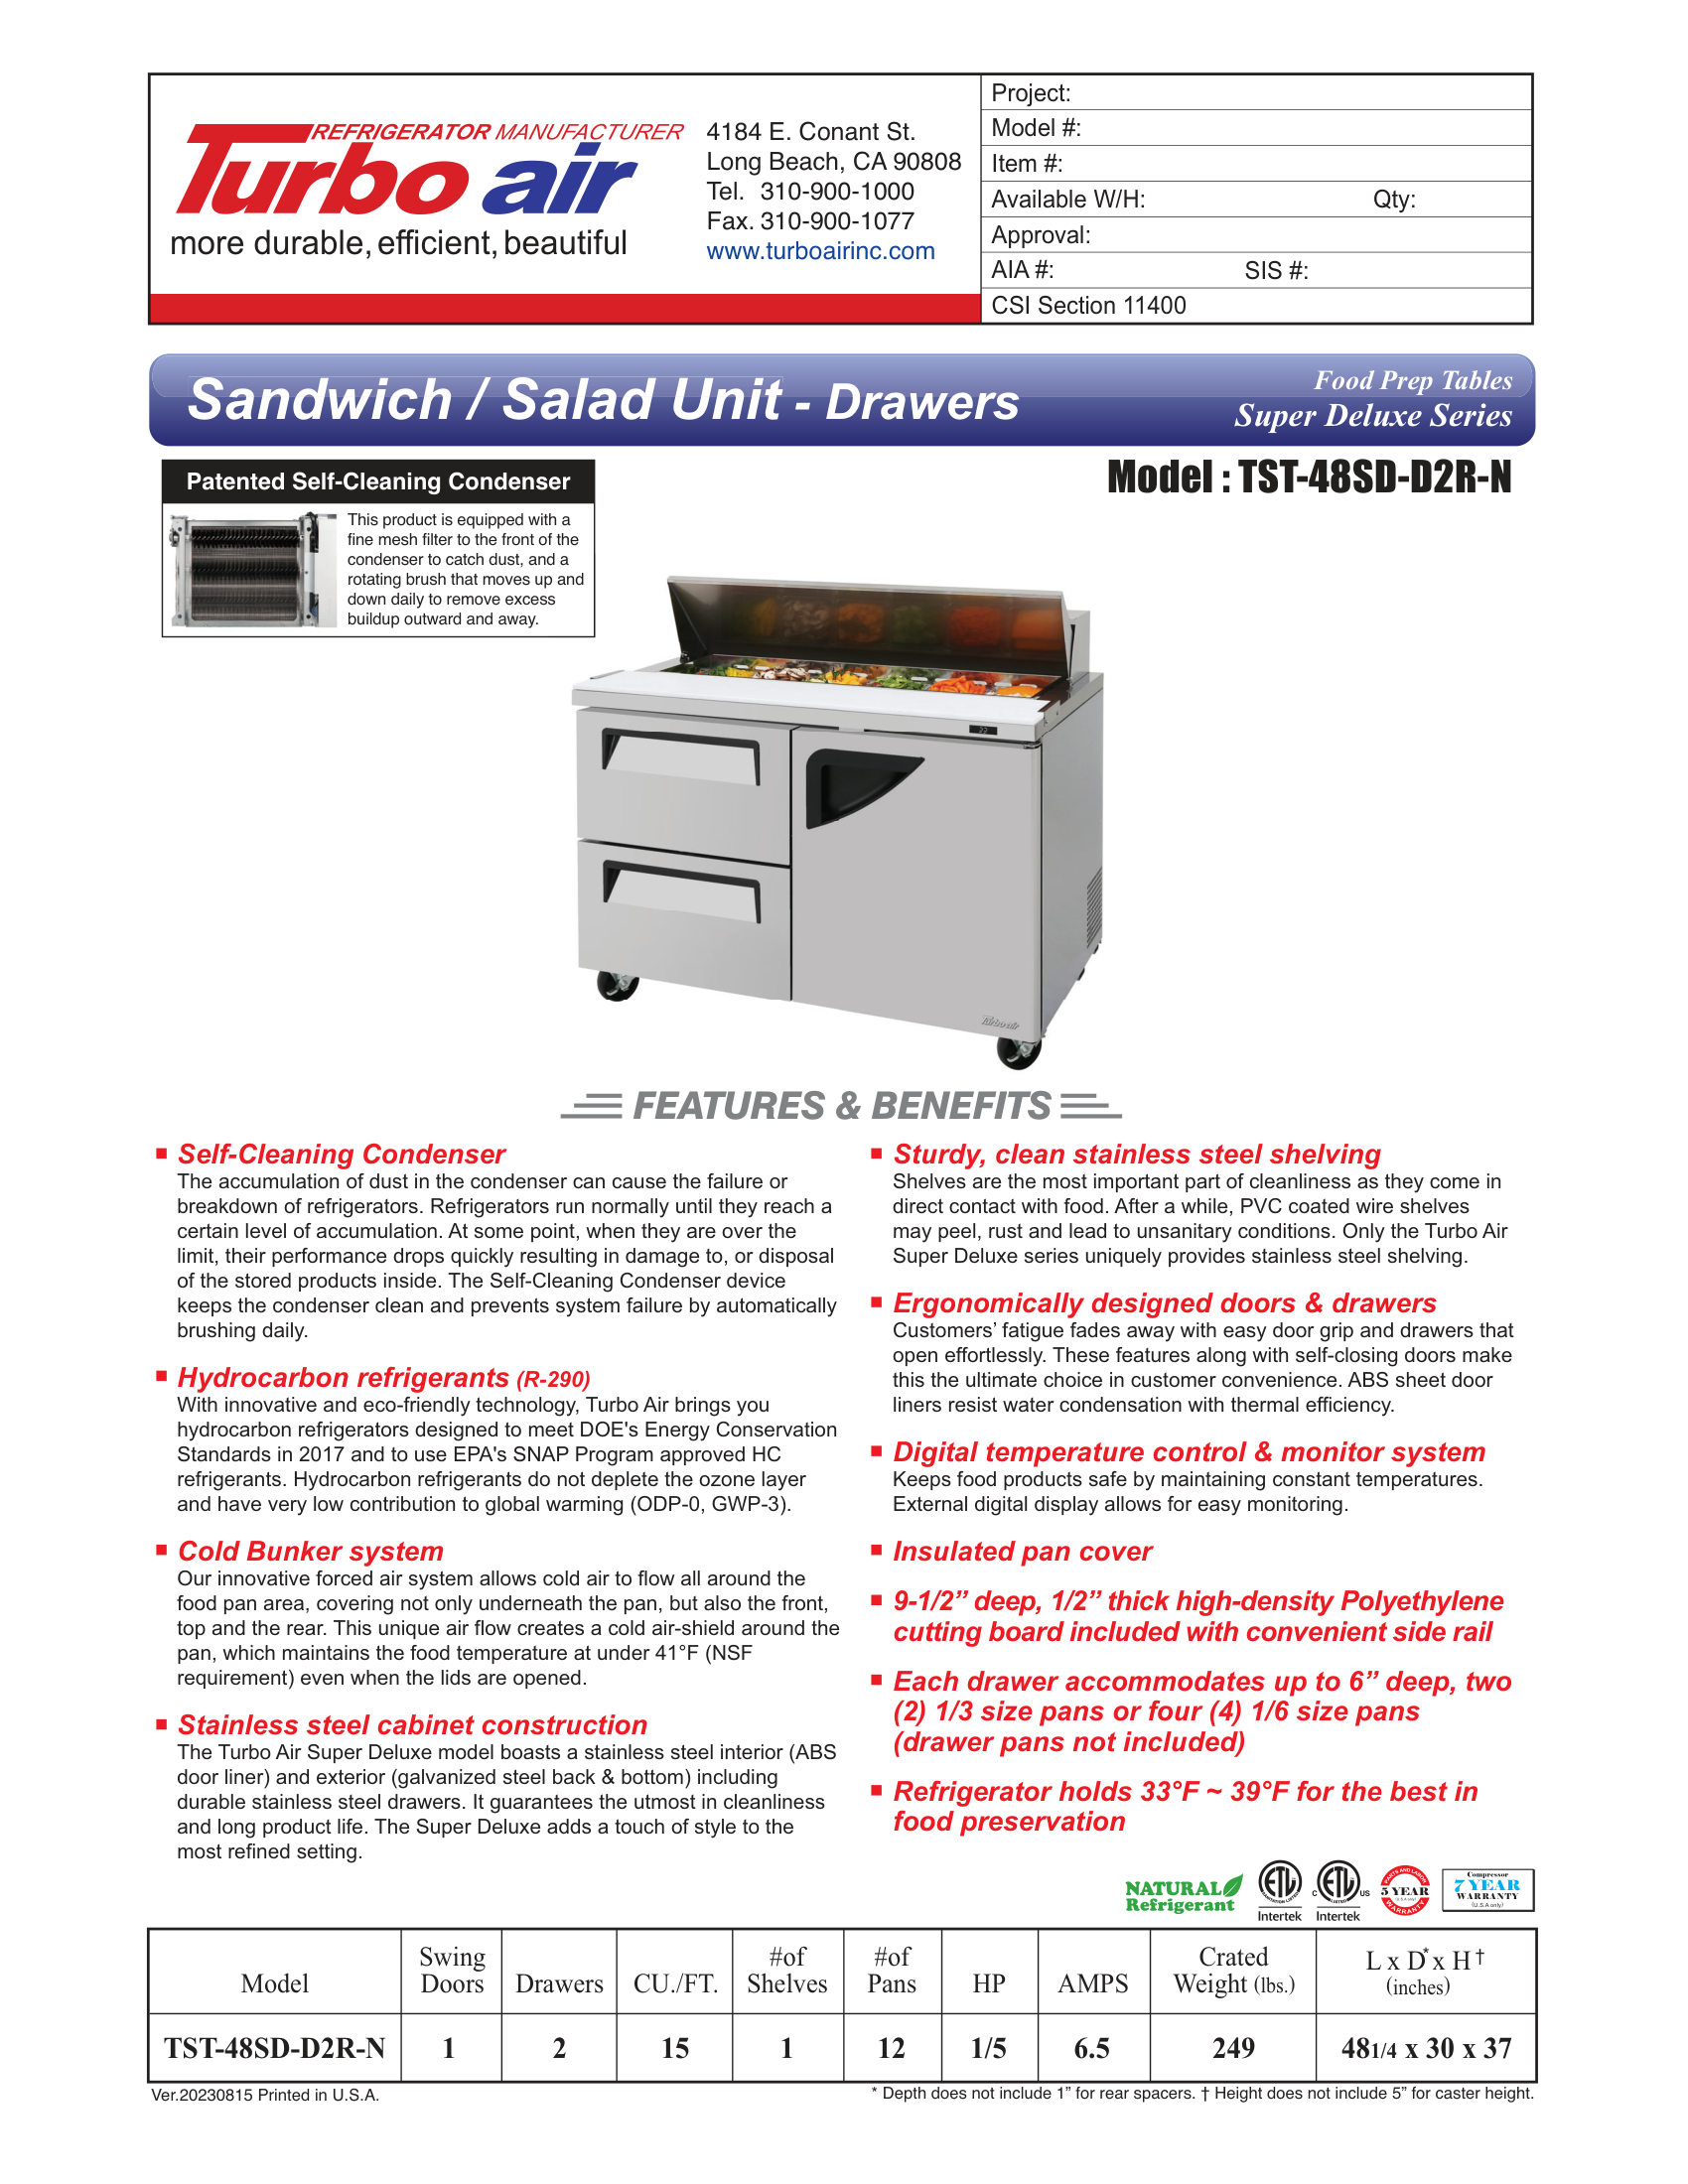 REFRIGERATOR MANUFACTURER
Turbo air
more durable, efficient, beautiful
4184 E. Conant St.
Long Beach, CA 90808
Tel. 310-900-1000
Fax. 310-900-1077
www.turboairinc.com
Project:
Model #:
Item #:
Available W/H: Qty:
Approval:
AIA #: SIS #:
CSI Section 11400
Sandwich / Salad Unit - Drawers
Food Prep Tables
Super Deluxe Series
Model : TST-48SD-D2R-N
Patented Self-Cleaning Condenser
This product is equipped with a
fine mesh filter to the front of the
condenser to catch dust, and a
rotating brush that moves up and
down daily to remove excess
buildup outward and away.
Turbo air
FEATURES & BENEFITS
Self-Cleaning Condenser
The accumulation of dust in the condenser can cause the failure or
breakdown of refrigerators. Refrigerators run normally until they reach a
certain level of accumulation. At some point, when they are over the
limit, their performance drops quickly resulting in damage to, or disposal
of the stored products inside. The Self-Cleaning Condenser device
keeps the condenser clean and prevents system failure by automatically
brushing daily.
Hydrocarbon refrigerants (R-290)
With innovative and eco-friendly technology, Turbo Air brings you
hydrocarbon refrigerators designed to meet DOE's Energy Conservation
Standards in 2017 and to use EPA's SNAP Program approved HC
refrigerants. Hydrocarbon refrigerants do not deplete the ozone layer
and have very low contribution to global warming (ODP-0, GWP-3).
Cold Bunker system
Our innovative forced air system allows cold air to flow all around the
food pan area, covering not only underneath the pan, but also the front,
top and the rear. This unique air flow creates a cold air-shield around the
pan, which maintains the food temperature at under 41°F (NSF
requirement) even when the lids are opened.
Stainless steel cabinet construction
The Turbo Air Super Deluxe model boasts a stainless steel interior (ABS
door liner) and exterior (galvanized steel back & bottom) including
durable stainless steel drawers. It guarantees the utmost in cleanliness
and long product life. The Super Deluxe adds a touch of style to the
most refined setting.
Sturdy, clean stainless steel shelving
Shelves are the most important part of cleanliness as they come in
direct contact with food. After a while, PVC coated wire shelves
may peel, rust and lead to unsanitary conditions. Only the Turbo Air
Super Deluxe series uniquely provides stainless steel shelving.
Ergonomically designed doors & drawers
Customers' fatigue fades away with easy door grip and drawers that
open effortlessly. These features along with self-closing doors make
this the ultimate choice in customer convenience. ABS sheet door
liners resist water condensation with thermal efficiency.
Digital temperature control & monitor system
Keeps food products safe by maintaining constant temperatures.
External digital display allows for easy monitoring.
Insulated pan cover
9-1/2” deep, 1/2” thick high-density Polyethylene
cutting board included with convenient side rail
Each drawer accommodates up to 6” deep, two
(2) 1/3 size pans or four (4) 1/6 size pans
(drawer pans not included)
Refrigerator holds 33°F ~ 39°F for the best in
food preservation
NATURAL
Refrigerant
ETL
SANITATION LISTED
Intertek
C ETL US
LISTED
Intertek
PARTS AND LABOR
5 YEAR
(U.S.A only)
WARRANTY
Compressor
7 YEAR
WARRANTY
(U.S.A only)
Model Swing Doors Drawers CU./FT. #of Shelves #of Pans HP AMPS Crated Weight (lbs.) L x D* x H † (inches)
TST-48SD-D2R-N 1 2 15 1 12 1/5 6.5 249 481/4 x 30 x 37
Ver.20230815 Printed in U.S.A.
* Depth does not include 1” for rear spacers. † Height does not include 5” for caster height.